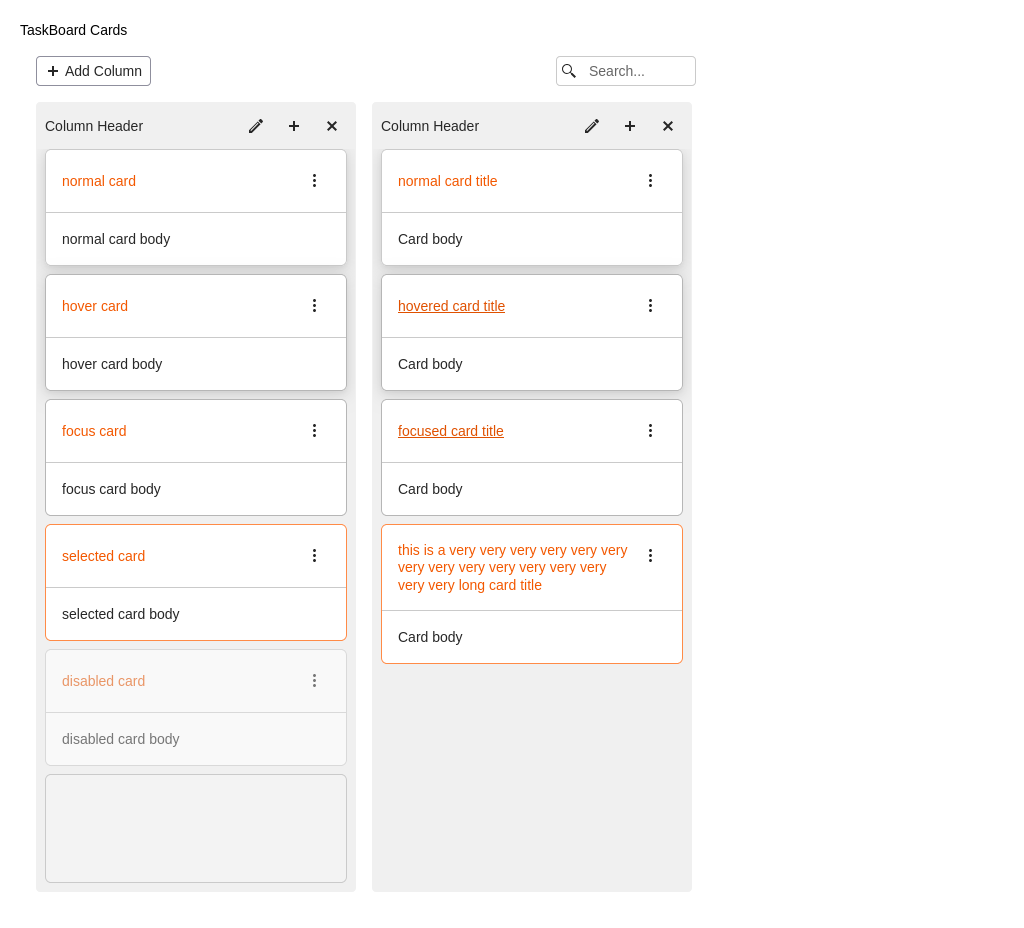 TaskBoard Cards
Add Column
Search...
Column Header
normal card
normal card body
hover card
hover card body
focus card
focus card body
selected card
selected card body
disabled card
disabled card body
Column Header
normal card title
Card body
hovered card title
Card body
focused card title
Card body
this is a very very very very very very
very very very very very very very
very very long card title
Card body